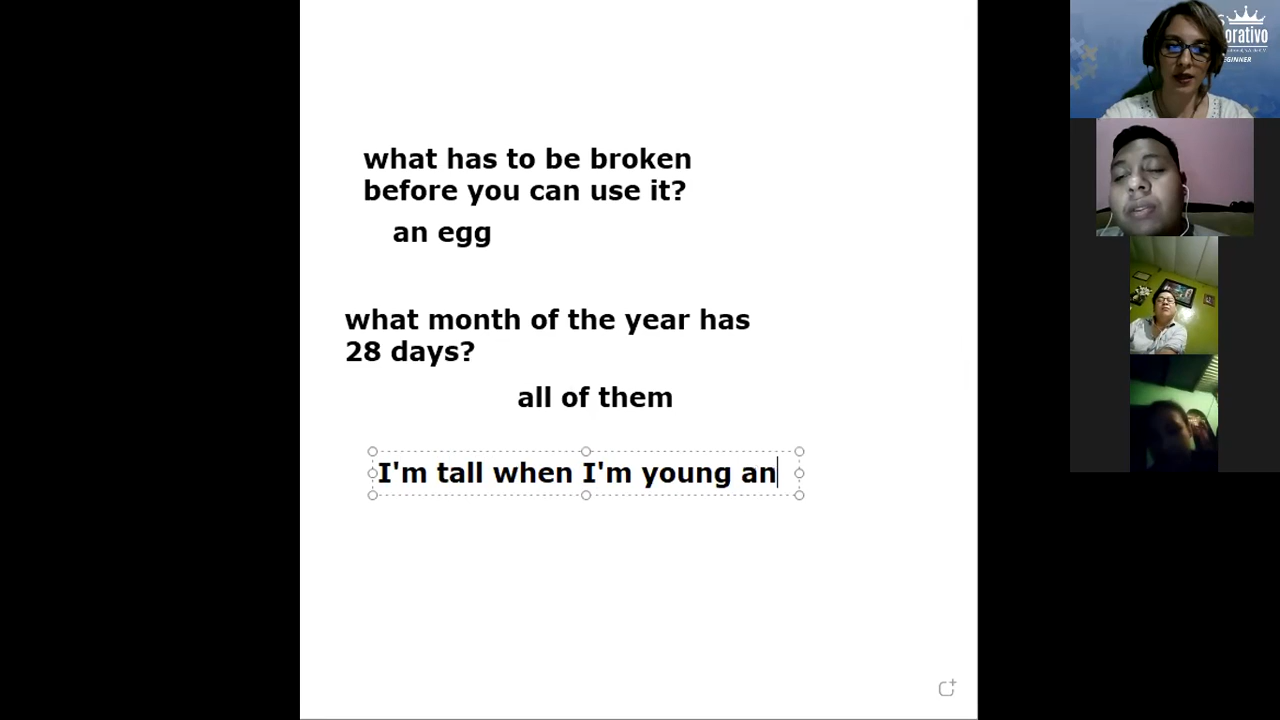 what has to be broken
before you can use it?
an egg
what month of the year has
28 days?
all of them
I'm tall when I'm young an
orativo